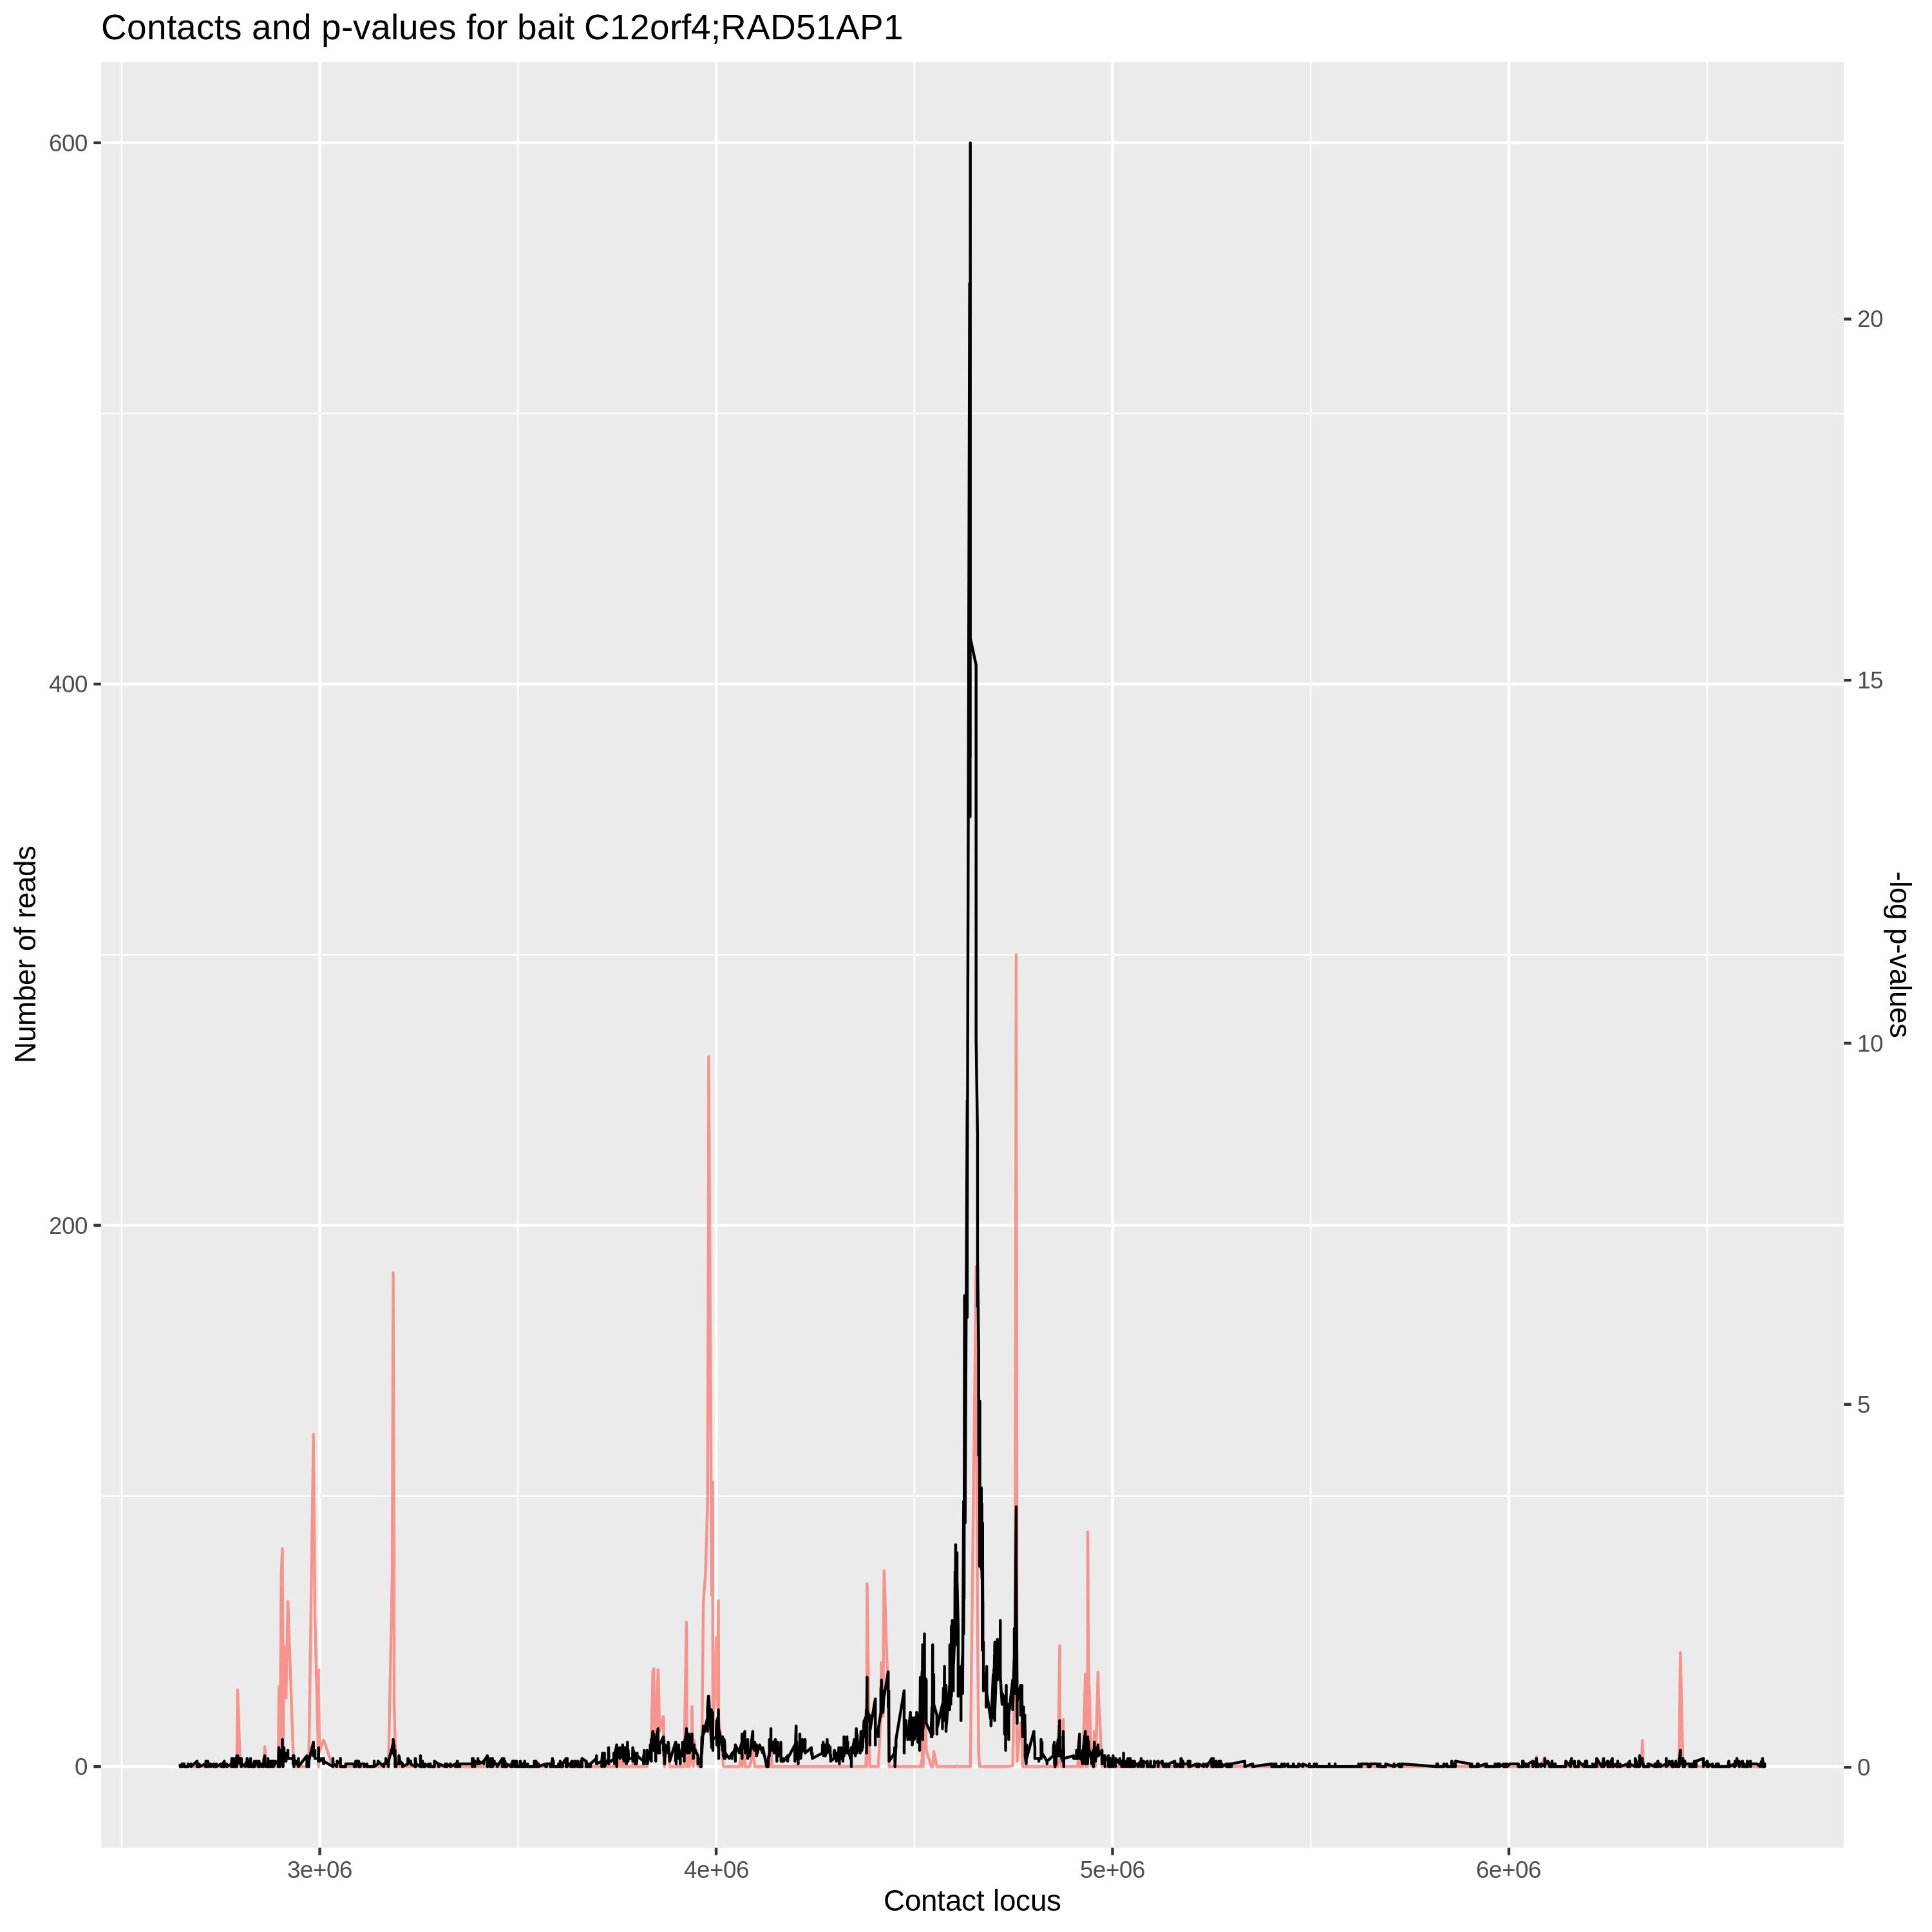 Contacts and p-values for bait C12orf4;RAD51AP1
600
400
200
0
Number of reads
20
15
10
5
0
-log p-values
3e+06
4e+06
5e+06
6e+06
Contact locus